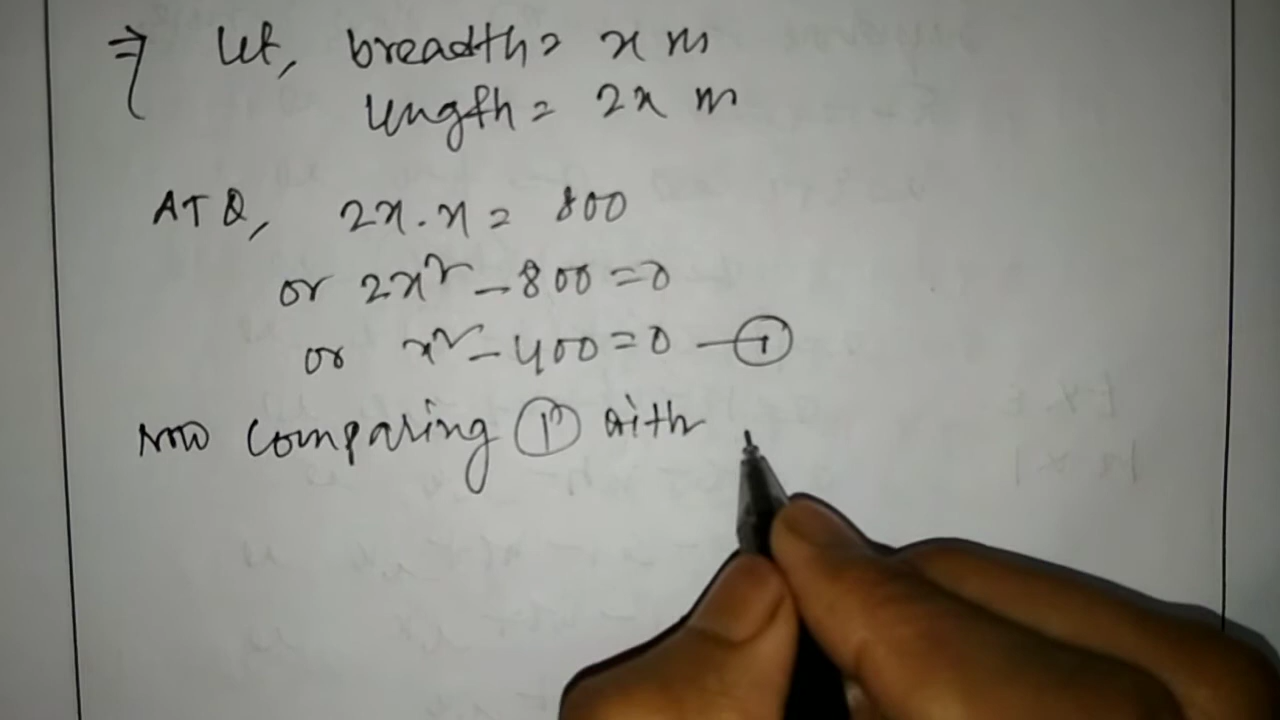 ⇒ Let, breadth = x m
length = 2x m
ATQ, 2x.x = 800
or 2x² - 800 = 0
or x² - 400 = 0 — ①
Now comparing ① with